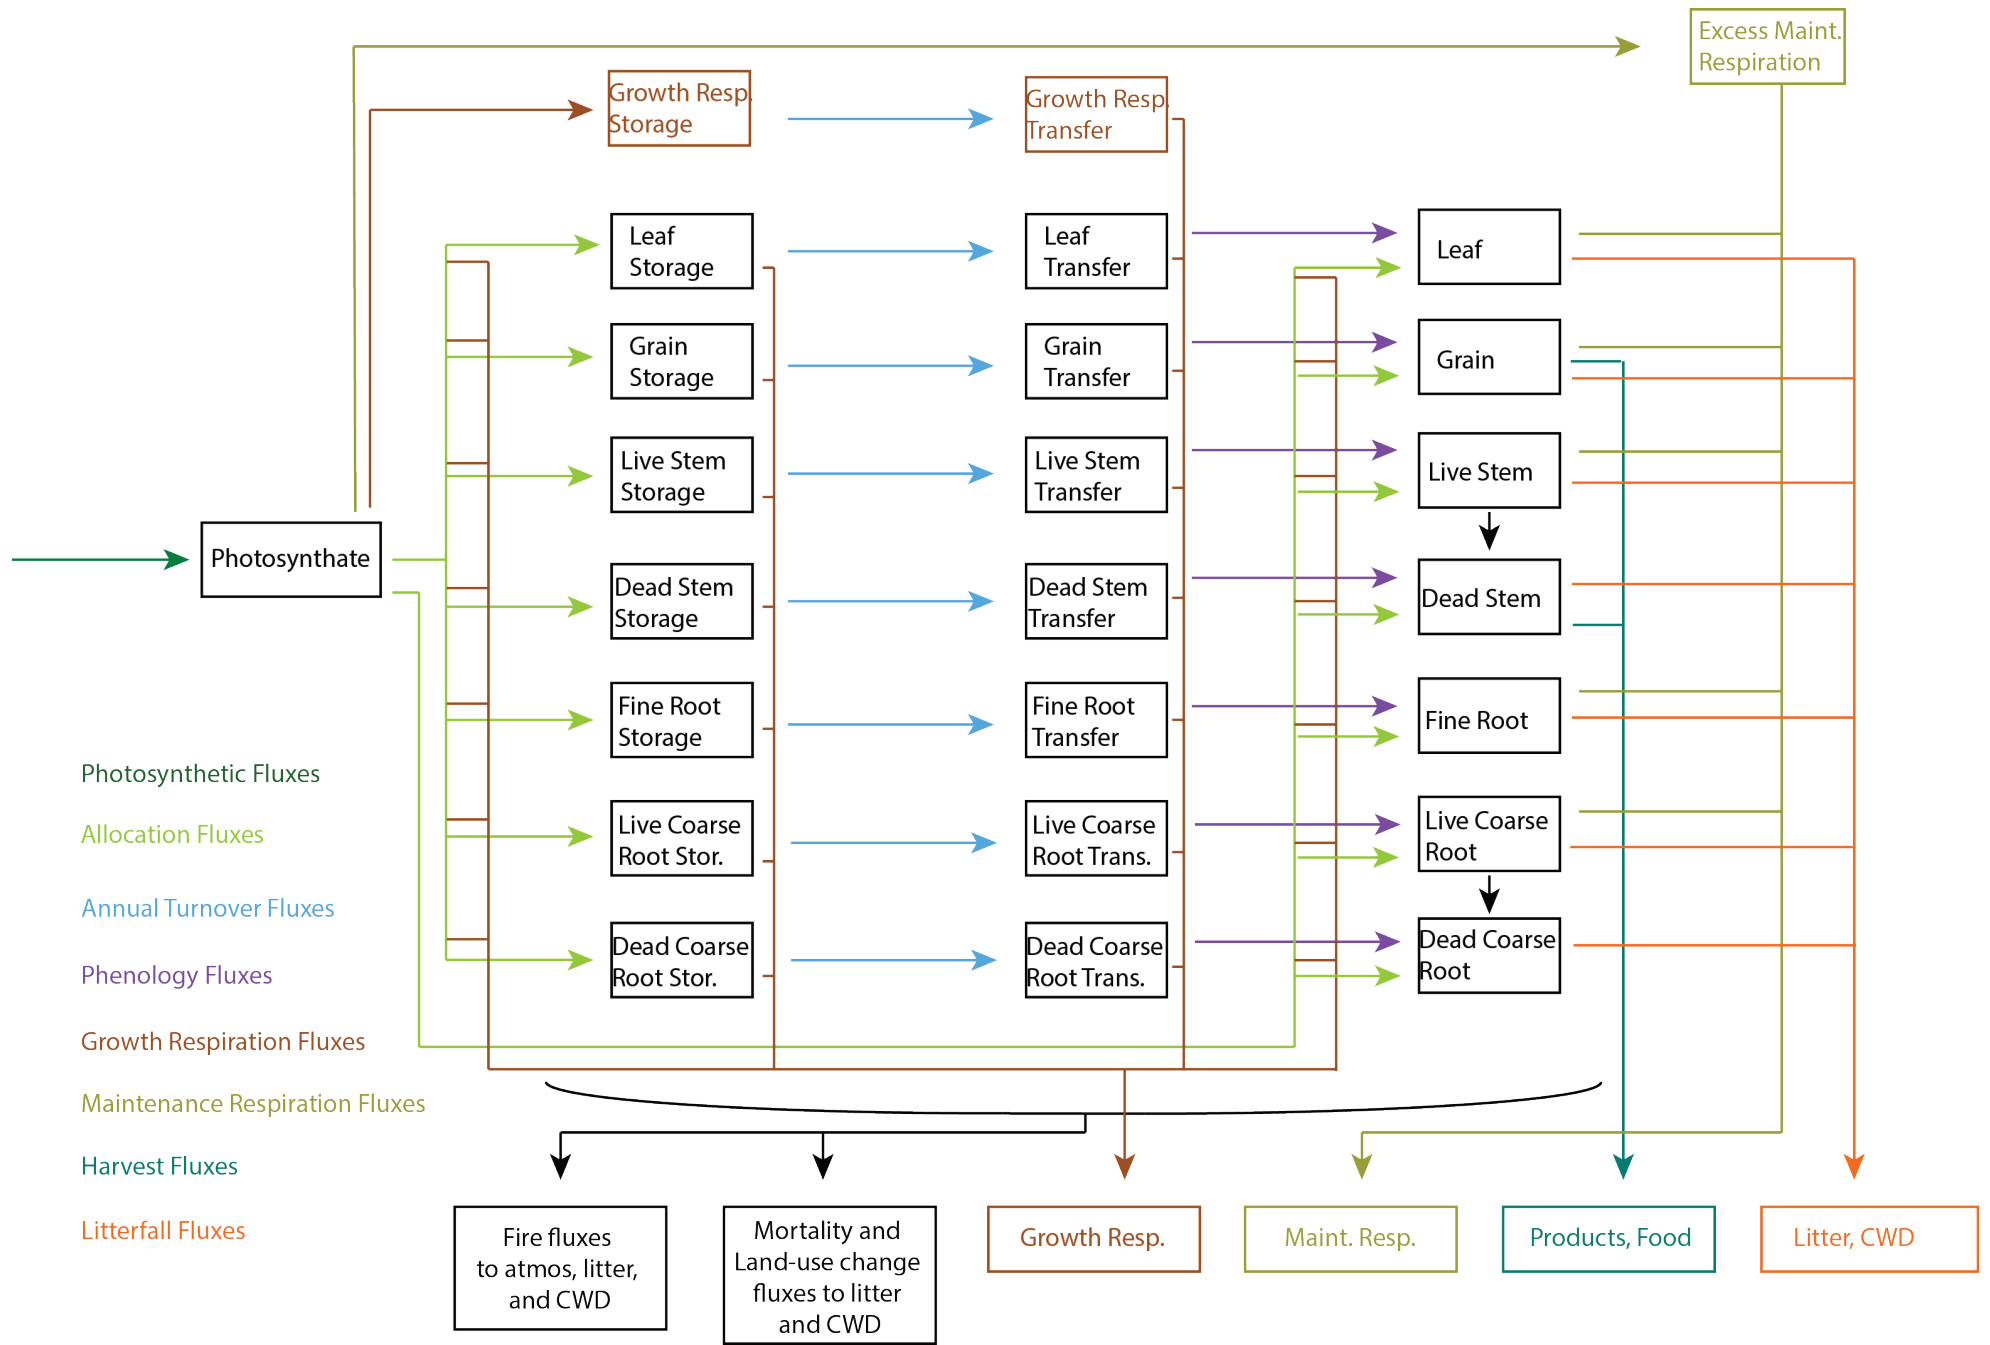 Excess Maint.
Respiration
Growth Resp.
Storage
Growth Resp.
Transfer
Leaf
Storage
Leaf
Transfer
Leaf
Grain
Storage
Grain
Transfer
Grain
Live Stem
Storage
Live Stem
Transfer
Live Stem
Photosynthate
Dead Stem
Storage
Dead Stem
Transfer
Dead Stem
Fine Root
Storage
Fine Root
Transfer
Fine Root
Live Coarse
Root Stor.
Live Coarse
Root Trans.
Live Coarse
Root
Dead Coarse
Root Stor.
Dead Coarse
Root Trans.
Dead Coarse
Root
Photosynthetic Fluxes
Allocation Fluxes
Annual Turnover Fluxes
Phenology Fluxes
Growth Respiration Fluxes
Maintenance Respiration Fluxes
Harvest Fluxes
Litterfall Fluxes
Fire fluxes
to atmos, litter,
and CWD
Mortality and
Land-use change
fluxes to litter
and CWD
Growth Resp.
Maint. Resp.
Products, Food
Litter, CWD